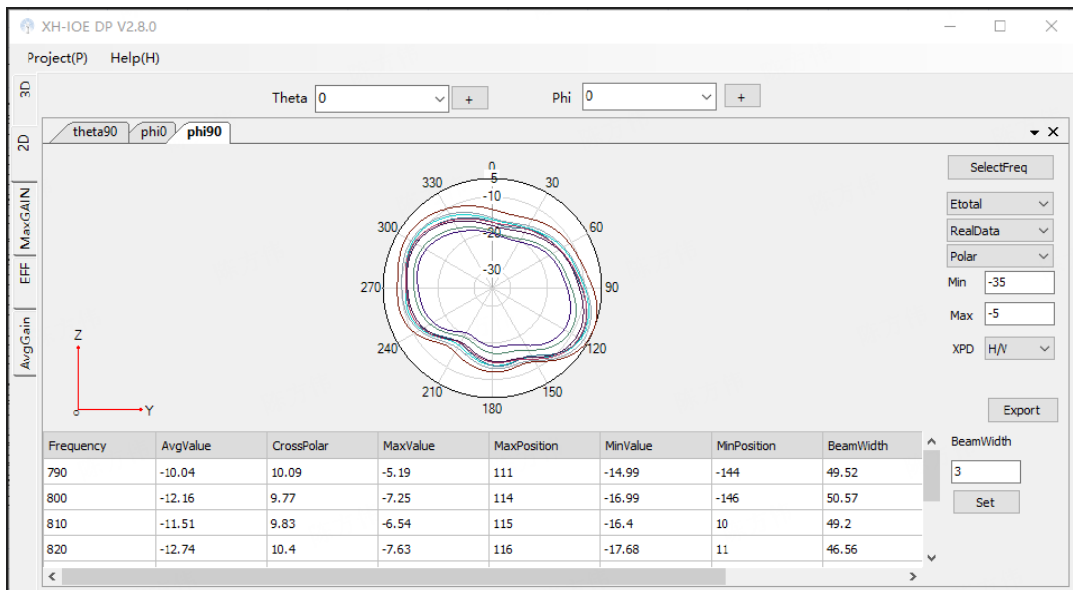 XH-IOE DP V2.8.0
Project(P) Help(H)
3D
Theta 0 + Phi 0 +
2D
theta90 phi0 phi90
SelectFreq
Etotal
RealData
Polar
Min -35
Max -5
XPD H/V
Export
MaxGAIN
EFF
AvgGain
0
5
-10
-20
-30
30
60
90
120
150
180
210
240
270
300
330
Z
o
Y
Frequency AvgValue CrossPolar MaxValue MaxPosition MinValue MinPosition BeamWidth
790 -10.04 10.09 -5.19 111 -14.99 -144 49.52
800 -12.16 9.77 -7.25 114 -16.99 -146 50.57
810 -11.51 9.83 -6.54 115 -16.4 10 49.2
820 -12.74 10.4 -7.63 116 -17.68 11 46.56
BeamWidth
3
Set